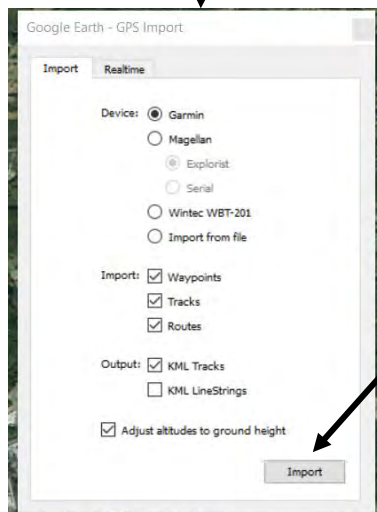 Google Earth - GPS Import
Import Realtime
Device: Garmin
Magellan
Explorist
Serial
Wintec WBT-201
Import from file
Import: Waypoints
Tracks
Routes
Output: KML Tracks
KML LineStrings
Adjust altitudes to ground height
Import